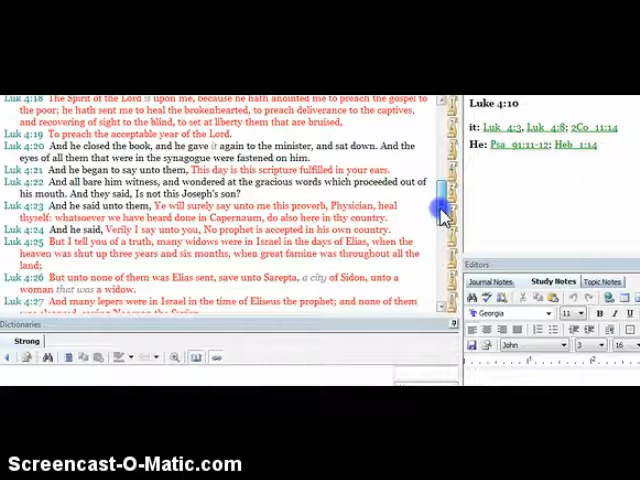 Luk 4:18 The Spirit of the Lord is upon me, because he hath anointed me to preach the gospel to
the poor; he hath sent me to heal the brokenhearted, to preach deliverance to the captives,
and recovering of sight to the blind, to set at liberty them that are bruised,
Luk 4:19 To preach the acceptable year of the Lord.
Luk 4:20 And he closed the book, and he gave it again to the minister, and sat down. And the
eyes of all them that were in the synagogue were fastened on him.
Luk 4:21 And he began to say unto them, This day is this scripture fulfilled in your ears.
Luk 4:22 And all bare him witness, and wondered at the gracious words which proceeded out of
his mouth. And they said, Is not this Joseph's son?
Luk 4:23 And he said unto them, Ye will surely say unto me this proverb, Physician, heal
thyself: whatsoever we have heard done in Capernaum, do also here in thy country.
Luk 4:24 And he said, Verily I say unto you, No prophet is accepted in his own country.
Luk 4:25 But I tell you of a truth, many widows were in Israel in the days of Elias, when the
heaven was shut up three years and six months, when great famine was throughout all the
land;
Luk 4:26 But unto none of them was Elias sent, save unto Sarepta, a city of Sidon, unto a
woman that was a widow.
Luk 4:27 And many lepers were in Israel in the time of Eliseus the prophet; and none of them
Dictionaries
Strong
Luke 4:10
it: Luk_4:3, Luk_4:8; 2Co_11:14
He: Psa_91:11-12; Heb_1:14
Editors
Journal Notes Study Notes Topic Notes
Georgia 11 B I U
John 3 16
Screencast-O-Matic.com